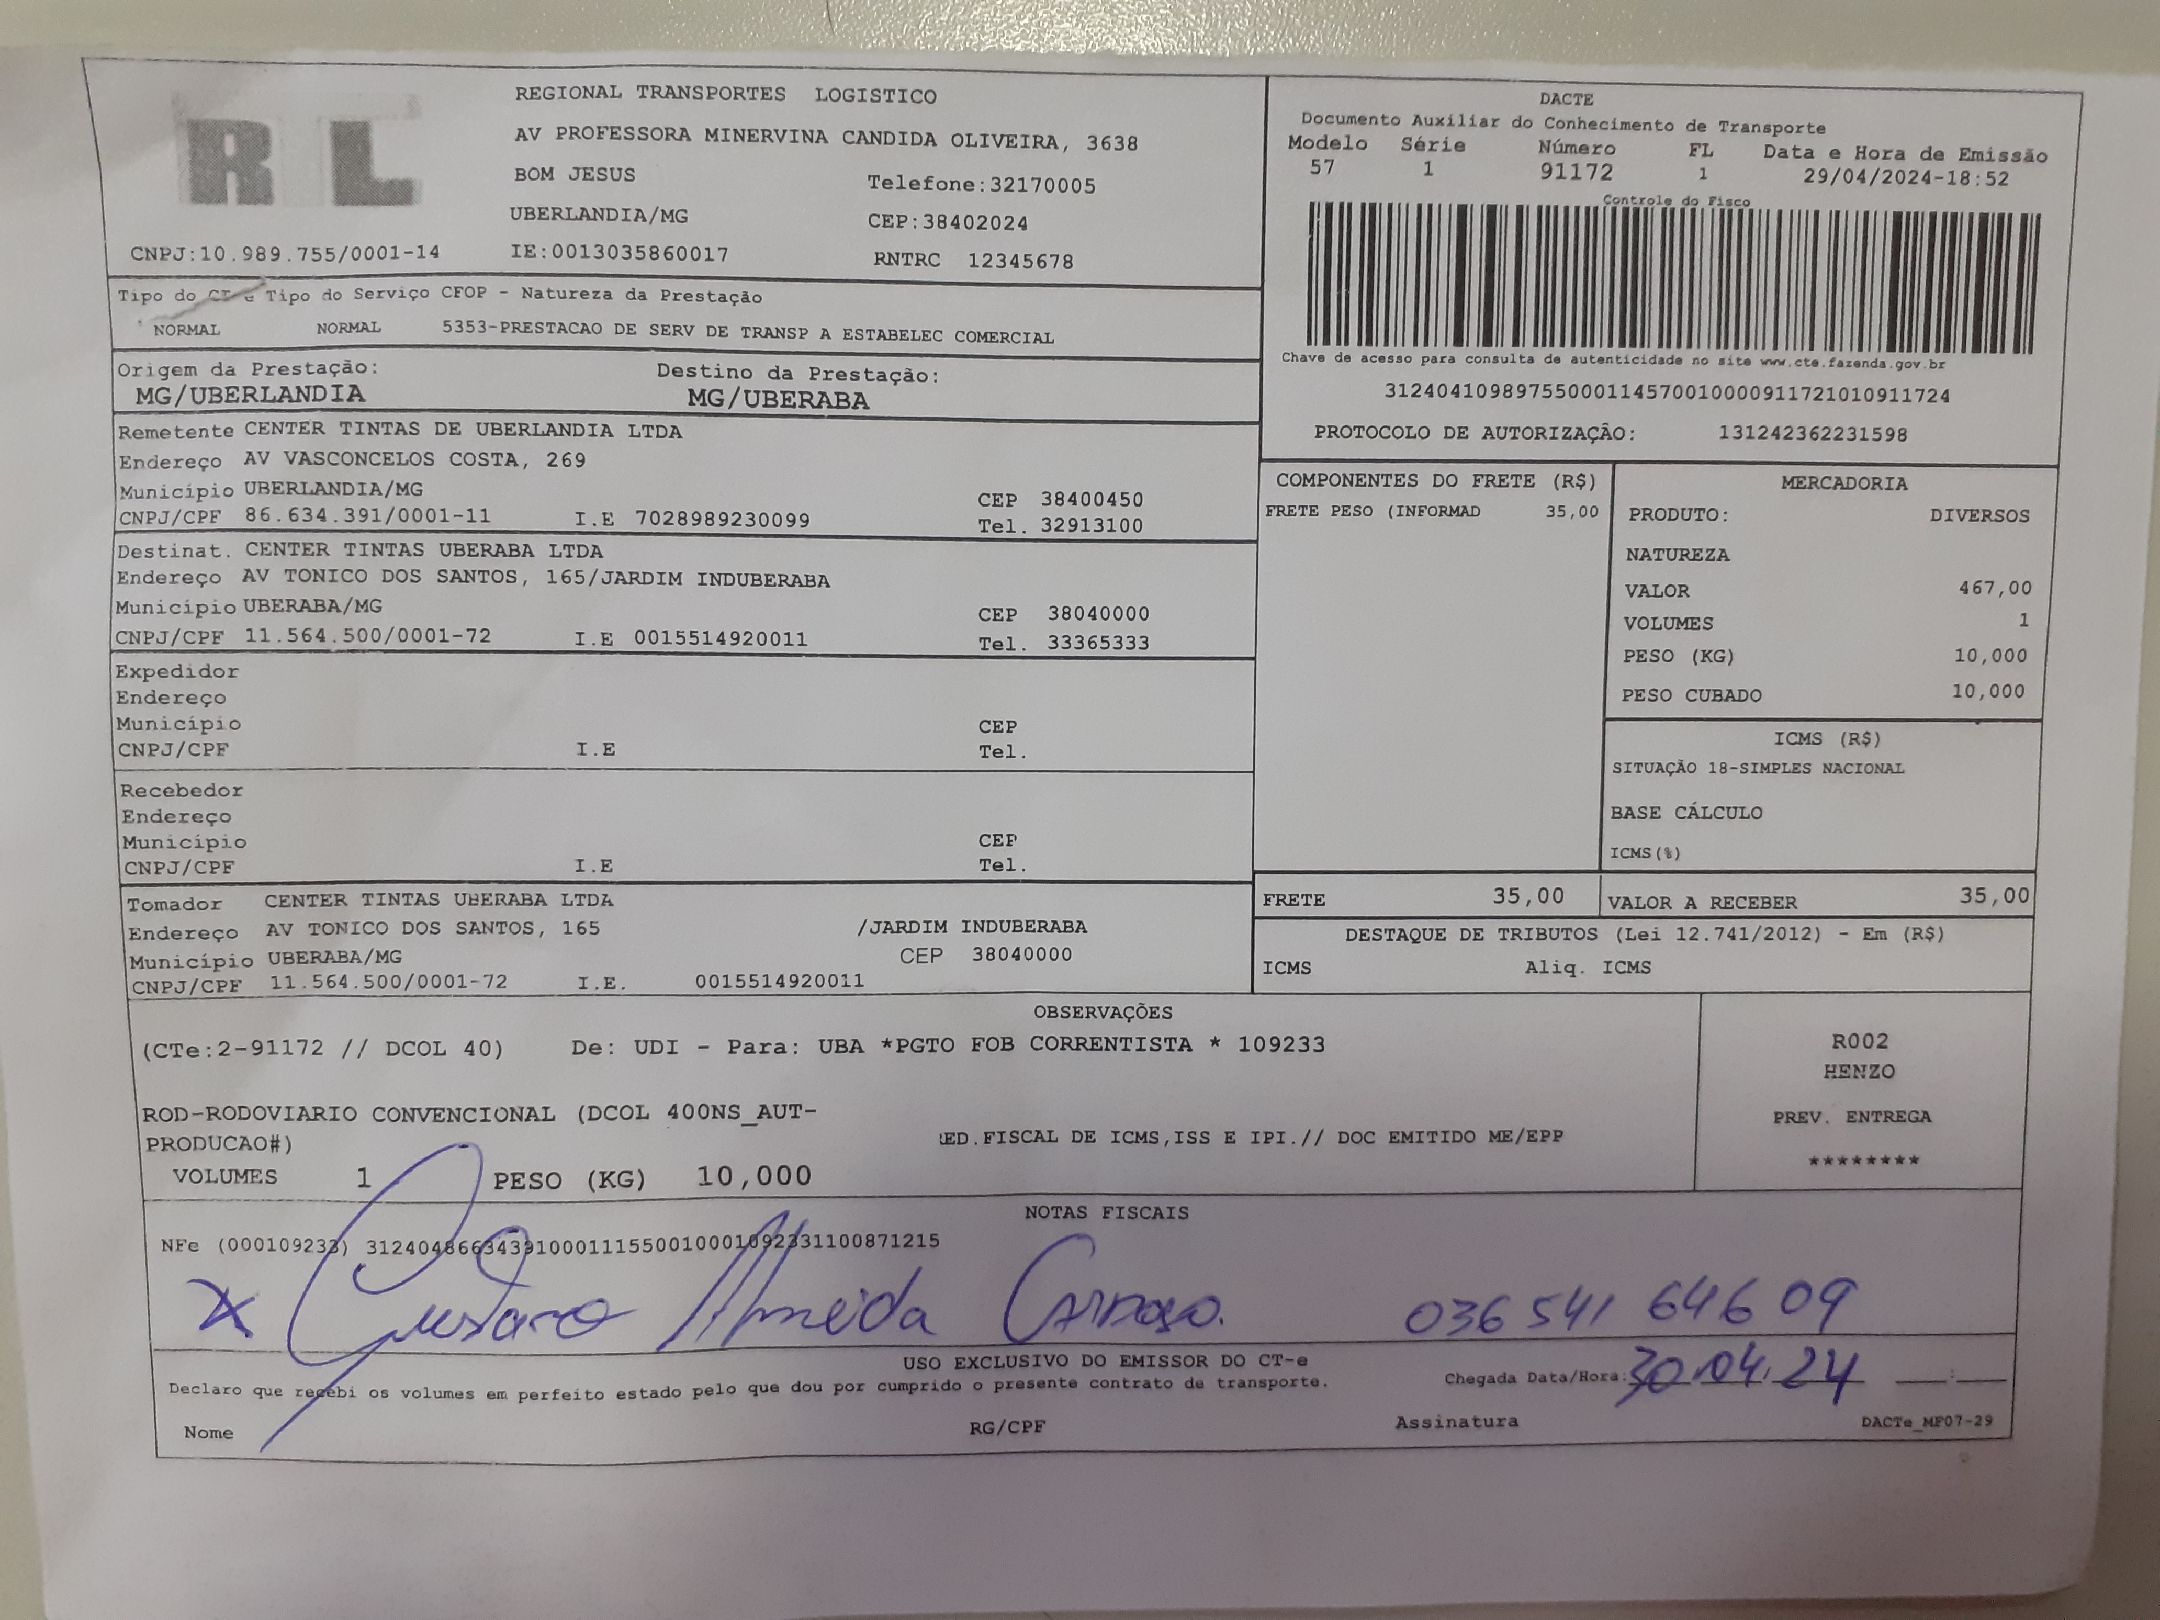 R L
REGIONAL TRANSPORTES LOGISTICO
AV PROFESSORA MINERVINA CANDIDA OLIVEIRA, 3638
BOM JESUS Telefone:32170005
UBERLANDIA/MG CEP:38402024
CNPJ:10.989.755/0001-14 IE:0013035860017 RNTRC 12345678
DACTE
Documento Auxiliar do Conhecimento de Transporte
Modelo Série Número FL Data e Hora de Emissão
57 1 91172 1 29/04/2024-18:52
Controle do Fisco
Chave de acesso para consulta de autenticidade no site www.cte.fazenda.gov.br
31240410989755000114570010000911721010911724
PROTOCOLO DE AUTORIZAÇÃO: 131242362231598
Tipo do CT-e Tipo do Serviço CFOP - Natureza da Prestação
NORMAL NORMAL 5353-PRESTACAO DE SERV DE TRANSP A ESTABELEC COMERCIAL
Origem da Prestação: Destino da Prestação:
MG/UBERLANDIA MG/UBERABA
Remetente CENTER TINTAS DE UBERLANDIA LTDA
Endereço AV VASCONCELOS COSTA, 269
Município UBERLANDIA/MG CEP 38400450
CNPJ/CPF 86.634.391/0001-11 I.E 7028989230099 Tel. 32913100
Destinat. CENTER TINTAS UBERABA LTDA
Endereço AV TONICO DOS SANTOS, 165/JARDIM INDUBERABA
Município UBERABA/MG CEP 38040000
CNPJ/CPF 11.564.500/0001-72 I.E 0015514920011 Tel. 33365333
Expedidor
Endereço
Município CEP
CNPJ/CPF I.E Tel.
Recebedor
Endereço
Município CEP
CNPJ/CPF I.E Tel.
Tomador CENTER TINTAS UBERABA LTDA
Endereço AV TONICO DOS SANTOS, 165 /JARDIM INDUBERABA
Município UBERABA/MG CEP 38040000
CNPJ/CPF 11.564.500/0001-72 I.E. 0015514920011
COMPONENTES DO FRETE (R$)
FRETE PESO (INFORMAD 35,00
MERCADORIA
PRODUTO: DIVERSOS
NATUREZA
VALOR 467,00
VOLUMES 1
PESO (KG) 10,000
PESO CUBADO 10,000
ICMS (R$)
SITUAÇÃO 18-SIMPLES NACIONAL
BASE CÁLCULO
ICMS(%)
FRETE 35,00 VALOR A RECEBER 35,00
DESTAQUE DE TRIBUTOS (Lei 12.741/2012) - Em (R$)
ICMS Aliq. ICMS
OBSERVAÇÕES
(CTe:2-91172 // DCOL 40) De: UDI - Para: UBA *PGTO FOB CORRENTISTA * 109233
ROD-RODOVIARIO CONVENCIONAL (DCOL 400NS_AUT-
PRODUCAO#) ED.FISCAL DE ICMS,ISS E IPI.// DOC EMITIDO ME/EPP
VOLUMES 1 PESO (KG) 10,000
R002
HENZO
PREV. ENTREGA
********
NOTAS FISCAIS
NFe (000109233) 31240486634391000111550010001092331100871215
X Gustavo Almeida Cardoso. 036 541 646 09
USO EXCLUSIVO DO EMISSOR DO CT-e
Declaro que recebi os volumes em perfeito estado pelo que dou por cumprido o presente contrato de transporte.
Chegada Data/Hora: 30.04.24 ___:___
Nome RG/CPF Assinatura DACTe_MF07-29